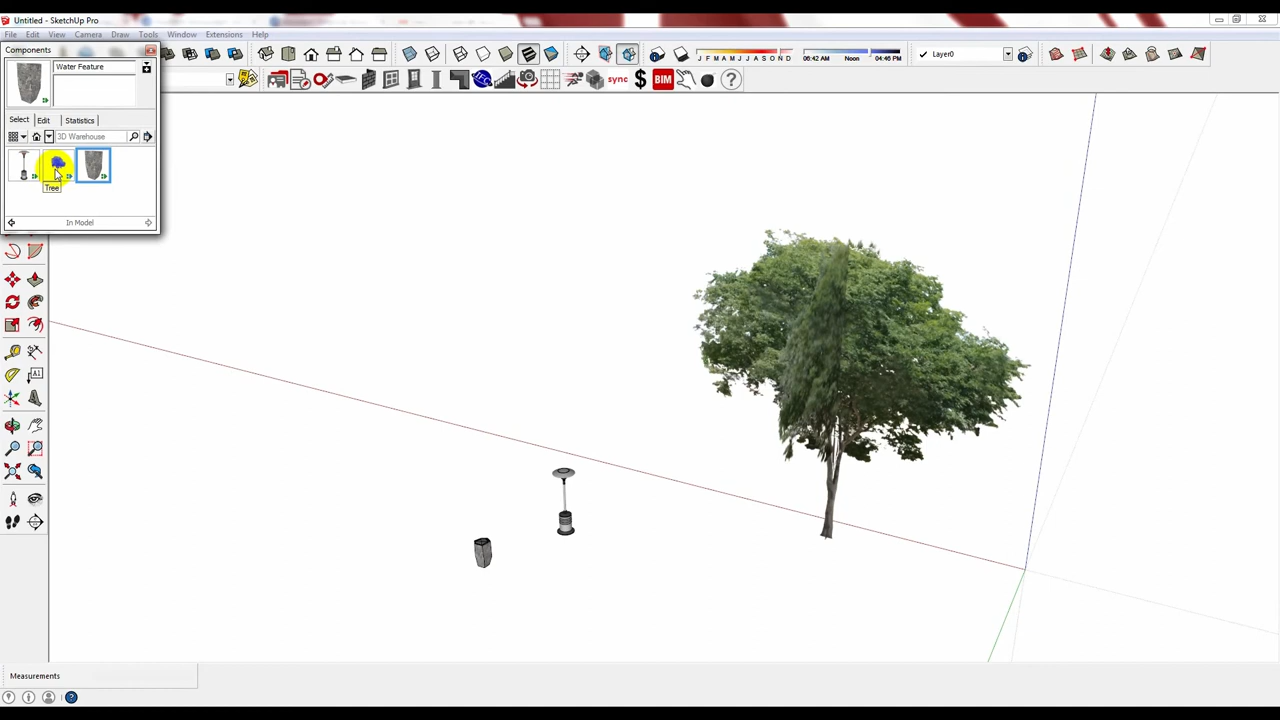 Untitled - SketchUp Pro
File Edit View Camera Draw Tools Window Extensions Help
Components
Water Feature
Select Edit Statistics
3D Warehouse
Tree
In Model
J F M A M J J A S O N D
06:42 AM Noon 04:46 PM
Layer0
sync $ BIM ?
A1
Measurements
?